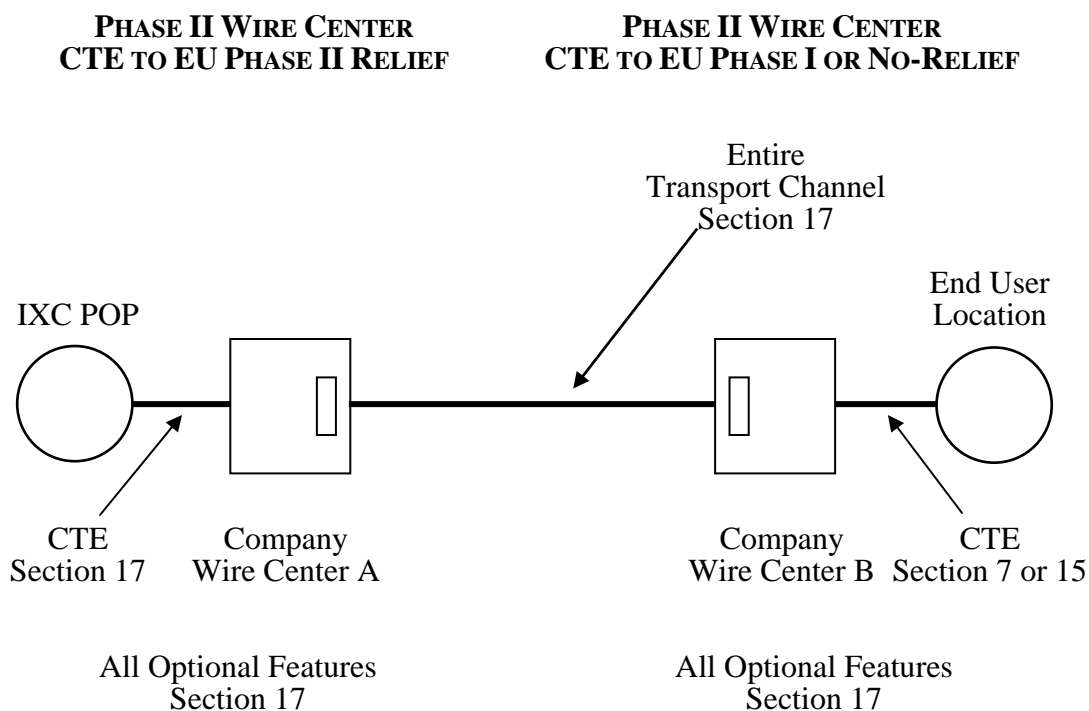 PHASE II WIRE CENTER
CTE TO EU PHASE II RELIEF
PHASE II WIRE CENTER
CTE TO EU PHASE I OR NO-RELIEF
Entire
Transport Channel
Section 17
IXC POP
End User
Location
CTE
Section 17
Company
Wire Center A
Company
Wire Center B
CTE
Section 7 or 15
All Optional Features
Section 17
All Optional Features
Section 17